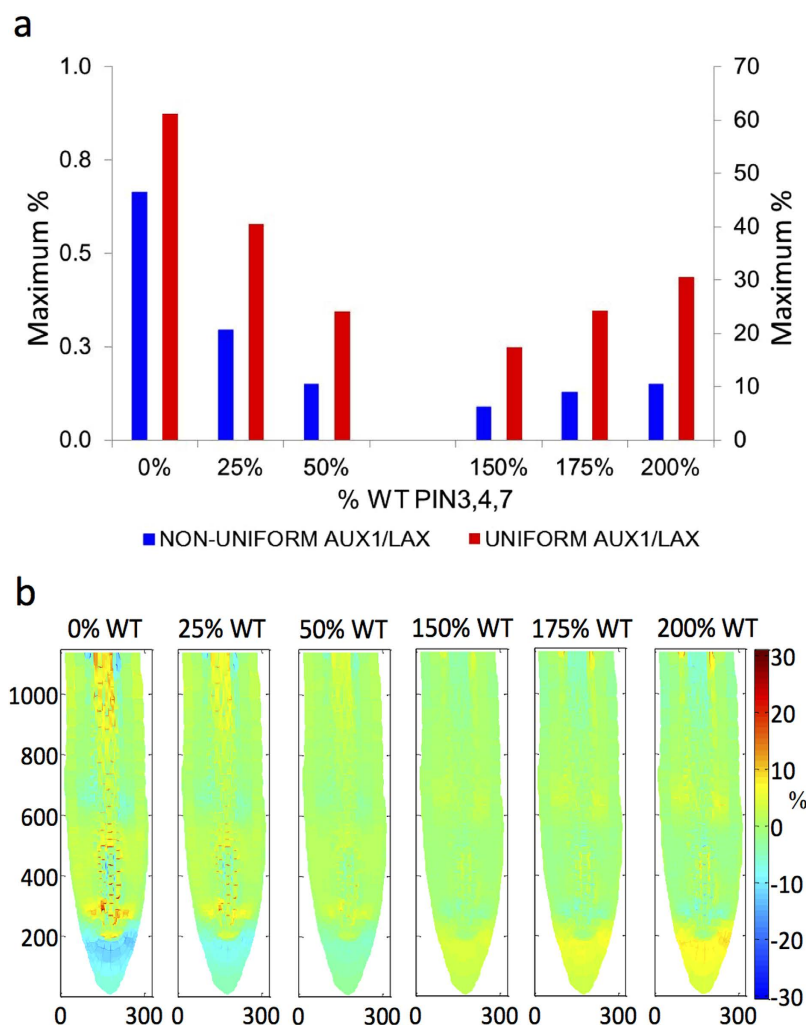 a
1.0
0.8
0.5
0.3
0.0
Maximum %
70
60
50
40
30
20
10
0
Maximum %
0% 25% 50% 150% 175% 200%
% WT PIN3,4,7
NON-UNIFORM AUX1/LAX UNIFORM AUX1/LAX
b
0% WT 25% WT 50% WT 150% WT 175% WT 200% WT
1000
800
600
400
200
30
20
10
0
-10
-20
-30
%
0 300 0 300 0 300 0 300 0 300 0 300